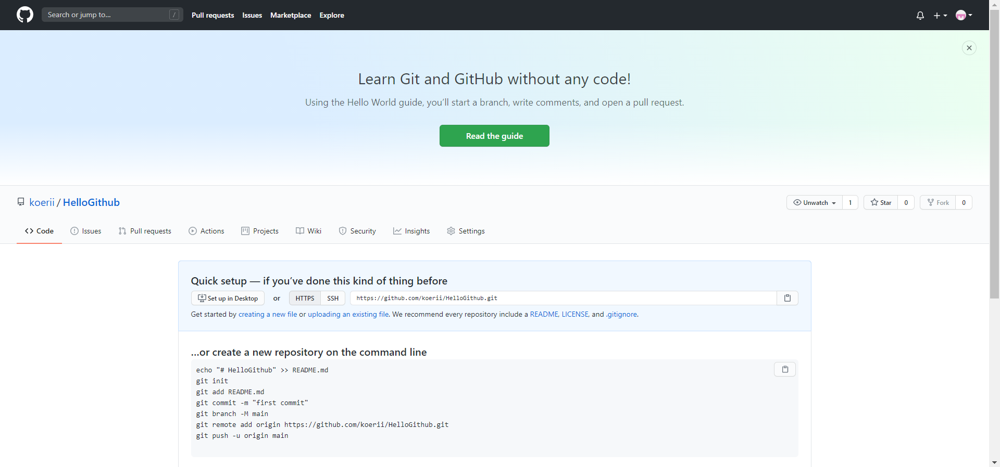 Search or jump to... /
Pull requests Issues Marketplace Explore
Learn Git and GitHub without any code!
Using the Hello World guide, you’ll start a branch, write comments, and open a pull request.
Read the guide
koerii / HelloGithub
Unwatch 1 Star 0 Fork 0
Code Issues Pull requests Actions Projects Wiki Security Insights Settings
Quick setup — if you’ve done this kind of thing before
Set up in Desktop or HTTPS SSH https://github.com/koerii/HelloGithub.git
Get started by creating a new file or uploading an existing file. We recommend every repository include a README, LICENSE, and .gitignore.
…or create a new repository on the command line
echo "# HelloGithub" >> README.md
git init
git add README.md
git commit -m "first commit"
git branch -M main
git remote add origin https://github.com/koerii/HelloGithub.git
git push -u origin main